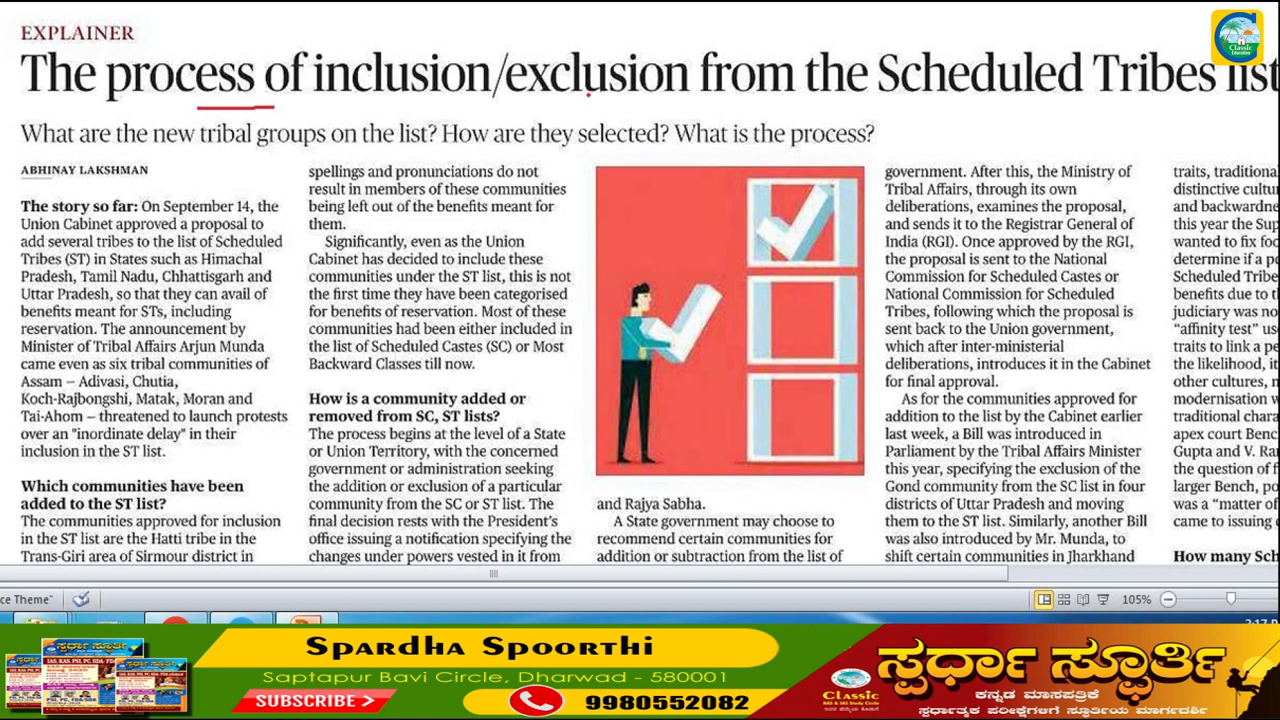 EXPLAINER
The process of inclusion/exclusion from the Scheduled Tribes list
What are the new tribal groups on the list? How are they selected? What is the process?
ABHINAY LAKSHMAN
The story so far: On September 14, the
Union Cabinet approved a proposal to
add several tribes to the list of Scheduled
Tribes (ST) in States such as Himachal
Pradesh, Tamil Nadu, Chhattisgarh and
Uttar Pradesh, so that they can avail of
benefits meant for STs, including
reservation. The announcement by
Minister of Tribal Affairs Arjun Munda
came even as six tribal communities of
Assam – Adivasi, Chutia,
Koch-Rajbongshi, Matak, Moran and
Tai-Ahom – threatened to launch protests
over an "inordinate delay" in their
inclusion in the ST list.
Which communities have been
added to the ST list?
The communities approved for inclusion
in the ST list are the Hatti tribe in the
Trans-Giri area of Sirmour district in
spellings and pronunciations do not
result in members of these communities
being left out of the benefits meant for
them.
Significantly, even as the Union
Cabinet has decided to include these
communities under the ST list, this is not
the first time they have been categorised
for benefits of reservation. Most of these
communities had been either included in
the list of Scheduled Castes (SC) or Most
Backward Classes till now.
How is a community added or
removed from SC, ST lists?
The process begins at the level of a State
or Union Territory, with the concerned
government or administration seeking
the addition or exclusion of a particular
community from the SC or ST list. The
final decision rests with the President's
office issuing a notification specifying the
changes under powers vested in it from
and Rajya Sabha.
A State government may choose to
recommend certain communities for
addition or subtraction from the list of
government. After this, the Ministry of
Tribal Affairs, through its own
deliberations, examines the proposal,
and sends it to the Registrar General of
India (RGI). Once approved by the RGI,
the proposal is sent to the National
Commission for Scheduled Castes or
National Commission for Scheduled
Tribes, following which the proposal is
sent back to the Union government,
which after inter-ministerial
deliberations, introduces it in the Cabinet
for final approval.
As for the communities approved for
addition to the list by the Cabinet earlier
last week, a Bill was introduced in
Parliament by the Tribal Affairs Minister
this year, specifying the exclusion of the
Gond community from the SC list in four
districts of Uttar Pradesh and moving
them to the ST list. Similarly, another Bill
was also introduced by Mr. Munda, to
shift certain communities in Jharkhand
traits, traditional
distinctive cultu
and backwardne
this year the Sup
wanted to fix foo
determine if a pe
Scheduled Tribe
benefits due to t
judiciary was no
"affinity test" us
traits to link a pe
the likelihood, it
other cultures, m
modernisation w
traditional chara
apex court Benc
Gupta and V. Ra
the question of f
larger Bench, po
was a "matter of
came to issuing
How many Sch
Classic
Education
ce Theme"
105%
Spardha Spoorthi
Saptapur Bavi Circle, Dharwad - 580001
SUBSCRIBE
9980552082
ಸ್ಪರ್ಧಾ ಸ್ಫೂರ್ತಿ
Classic
KAS & IAS Study Circle
ಸ್ಪರ್ಧಾ ಸ್ಫೂರ್ತಿ
ಕನ್ನಡ ಮಾಸಪತ್ರಿಕೆ
ಸ್ಪರ್ಧಾತ್ಮಕ ಪರೀಕ್ಷೆಗಳಿಗೆ ಸ್ಫೂರ್ತಿಯ ಮಾರ್ಗದರ್ಶಿ